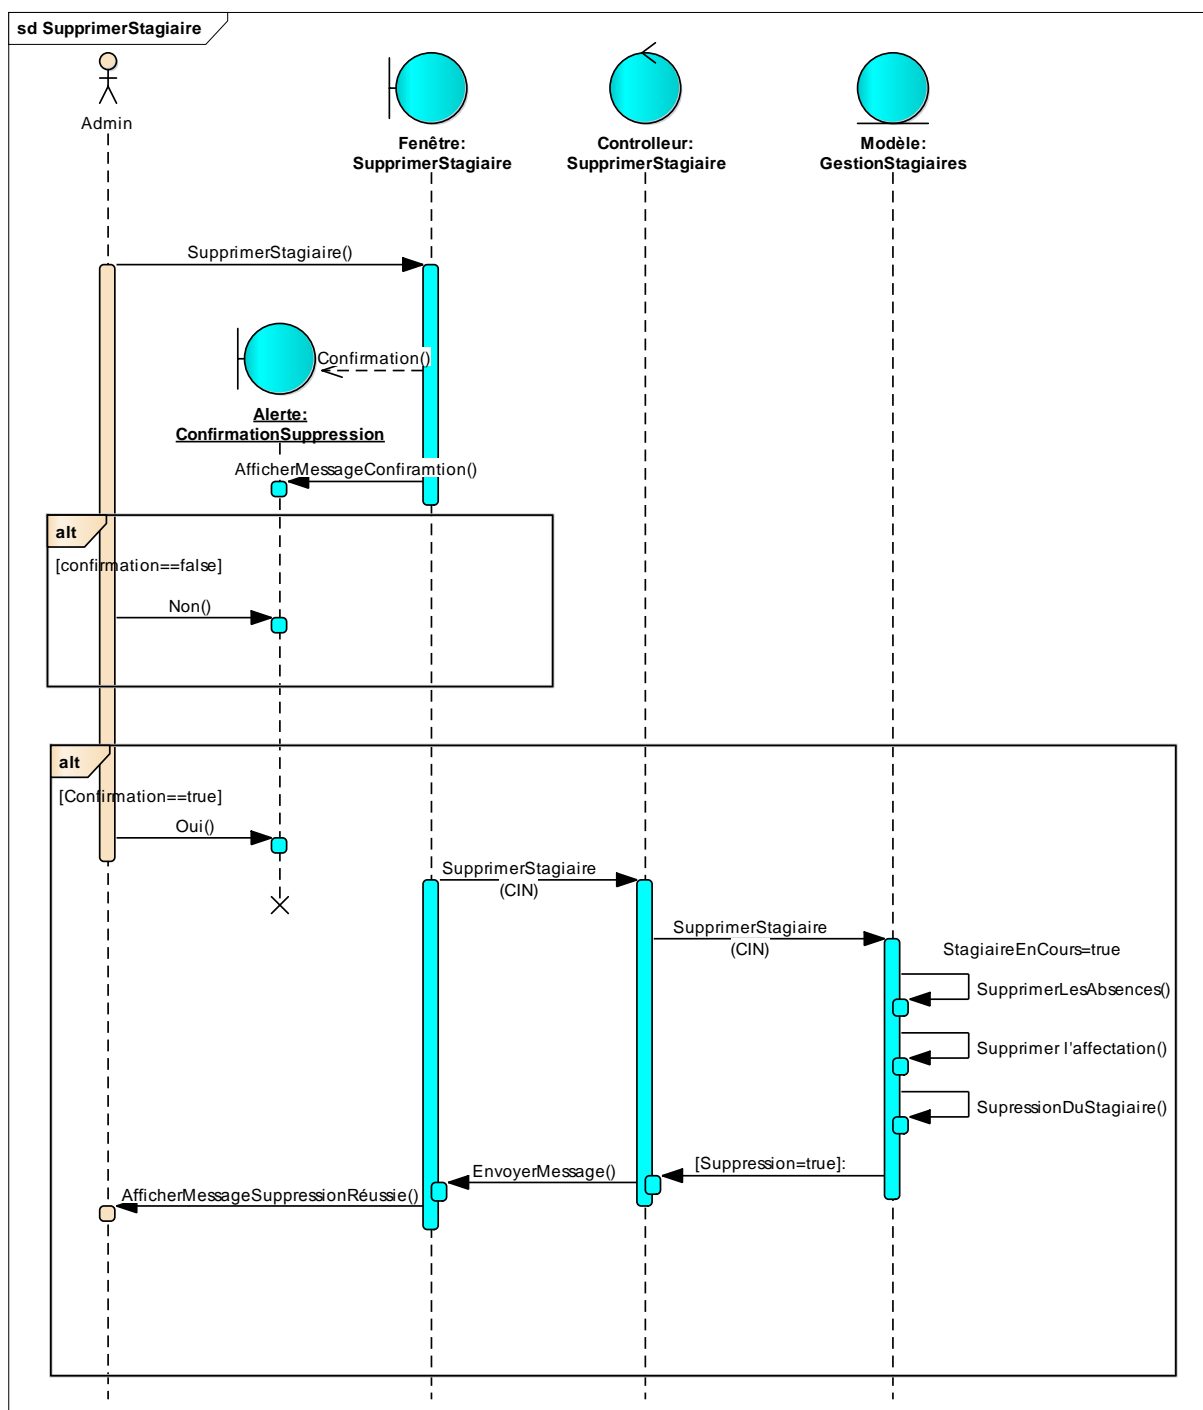 sd SupprimerStagiaire
Admin
Fenêtre:
SupprimerStagiaire
Controlleur:
SupprimerStagiaire
Modèle:
GestionStagiaires
SupprimerStagiaire()
Confirmation()
Alerte:
ConfirmationSuppression
AfficherMessageConfiramtion()
alt
[confirmation==false]
Non()
alt
[Confirmation==true]
Oui()
SupprimerStagiaire
(CIN)
SupprimerStagiaire
(CIN)
StagiaireEnCours=true
SupprimerLesAbsences()
Supprimer l'affectation()
SupressionDuStagiaire()
[Suppression=true]:
EnvoyerMessage()
AfficherMessageSuppressionRéussie()